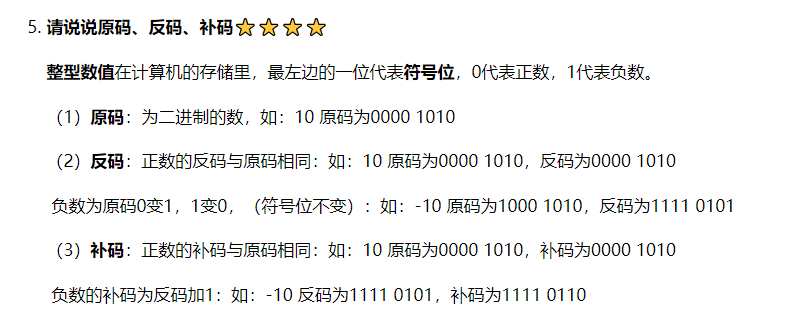 5. 请说说原码、反码、补码⭐⭐⭐⭐
整型数值在计算机的存储里，最左边的一位代表符号位，0代表正数，1代表负数。
（1）原码：为二进制的数，如：10 原码为0000 1010
（2）反码：正数的反码与原码相同：如：10 原码为0000 1010，反码为0000 1010
负数为原码0变1，1变0，（符号位不变）：如：-10 原码为1000 1010，反码为1111 0101
（3）补码：正数的补码与原码相同：如：10 原码为0000 1010，补码为0000 1010
负数的补码为反码加1：如：-10 反码为1111 0101，补码为1111 0110